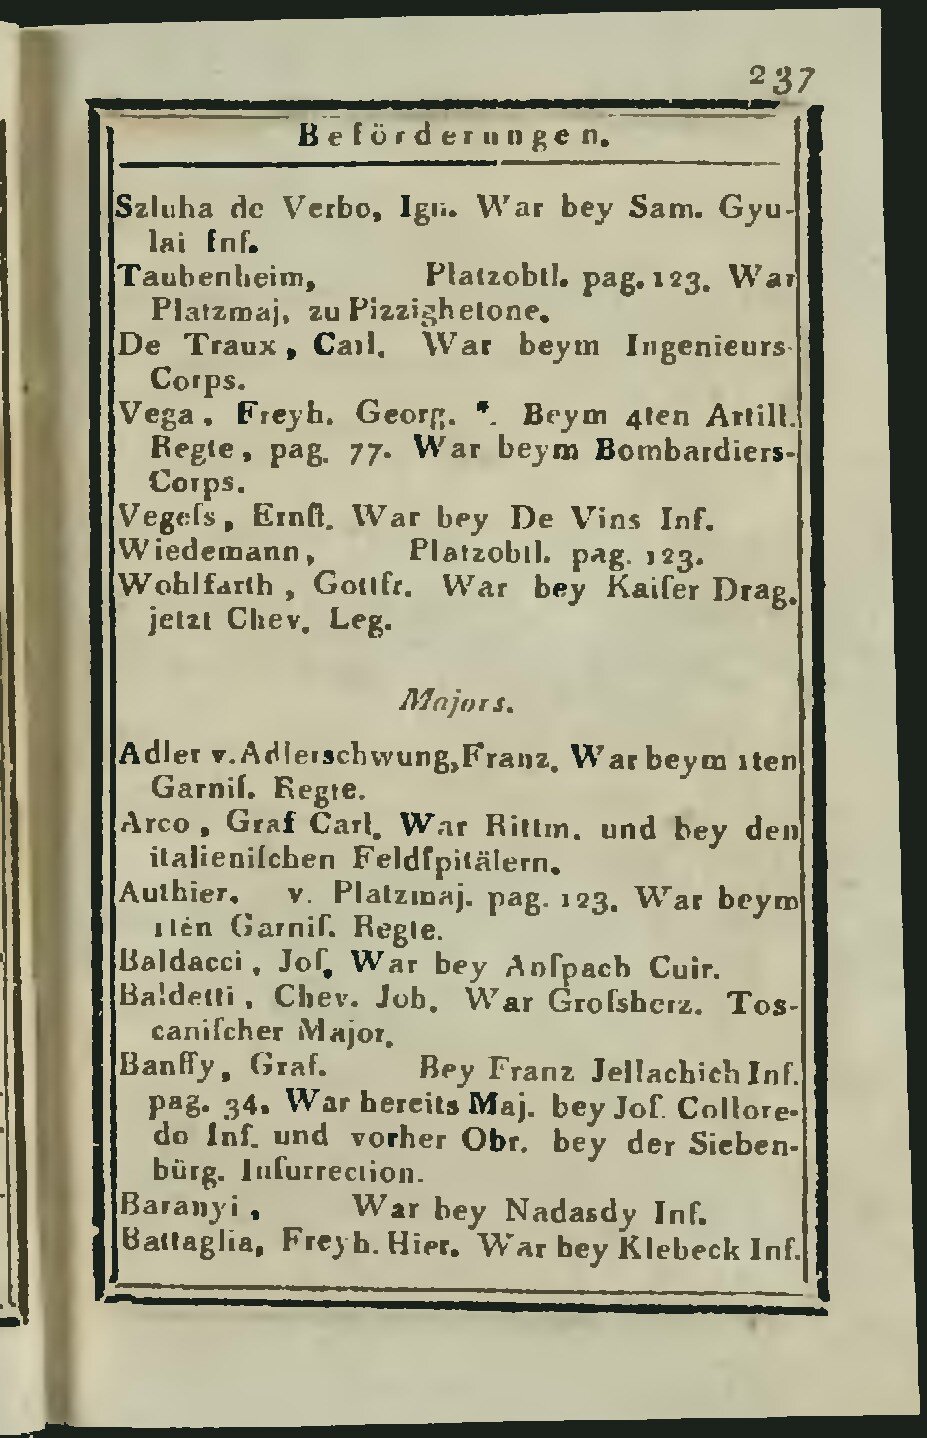 237
Beförderungen.
Szluha de Verbo, Ign. War bey Sam. Gyu-
lai Inf.
Taubenheim, Platzobtl. pag. 123. War
Platzmaj. zu Pizzighetone.
De Traux, Carl. War beym Ingenieurs-
Corps.
Vega, Freyh. Georg. *. Beym 4ten Artill.
Regte, pag. 77. War beym Bombardiers-
Corps.
Vegeſs, Ernſt. War bey De Vins Inf.
Wiedemann, Platzobtl. pag. 123.
Wohlfarth, Gottfr. War bey Kaiſer Drag.
jetzt Chev. Leg.
Majors.
Adler v. Adlerschwung, Franz. War beym 1ten
Garniſ. Regte.
Arco, Graf Carl. War Rittm. und bey den
italieniſchen Feldſpitälern.
Authier, v. Platzmaj. pag. 123. War beym
1ten Garniſ. Regte.
Baldacci, Joſ. War bey Anſpach Cuir.
Baldetti, Chev. Joh. War Groſsherz. Tos-
caniſcher Major.
Banffy, Graf. Bey Franz Jellachich Inf.
pag. 34. War bereits Maj. bey Joſ. Collore-
do Inf. und vorher Obr. bey der Sieben-
bürg. Inſurrection.
Baranyi, War bey Nadasdy Inf.
Battaglia, Freyh. Hier. War bey Klebeck Inf.